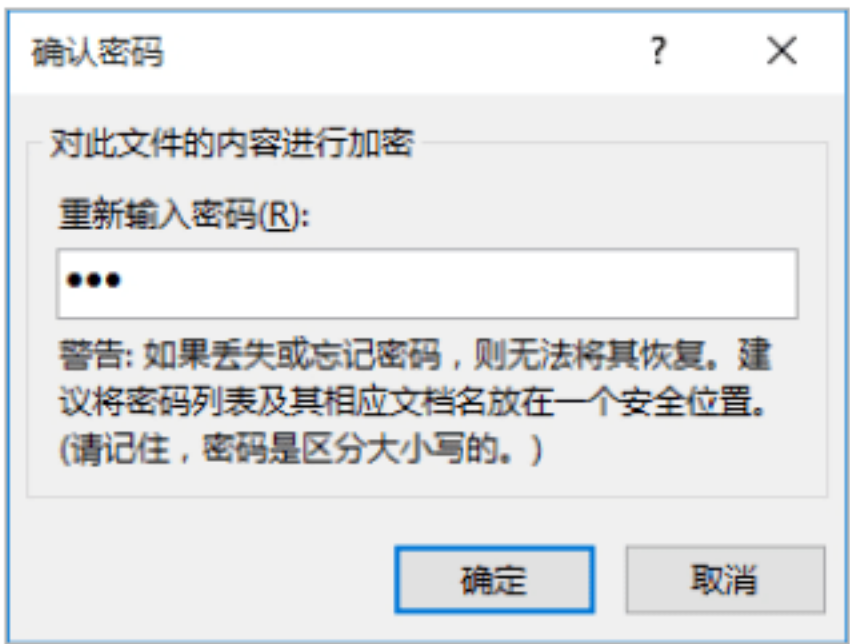 确认密码 ?
对此文件的内容进行加密
重新输入密码(R):
•••
警告: 如果丢失或忘记密码，则无法将其恢复。建
议将密码列表及其相应文档名放在一个安全位置。
(请记住，密码是区分大小写的。)
确定 取消